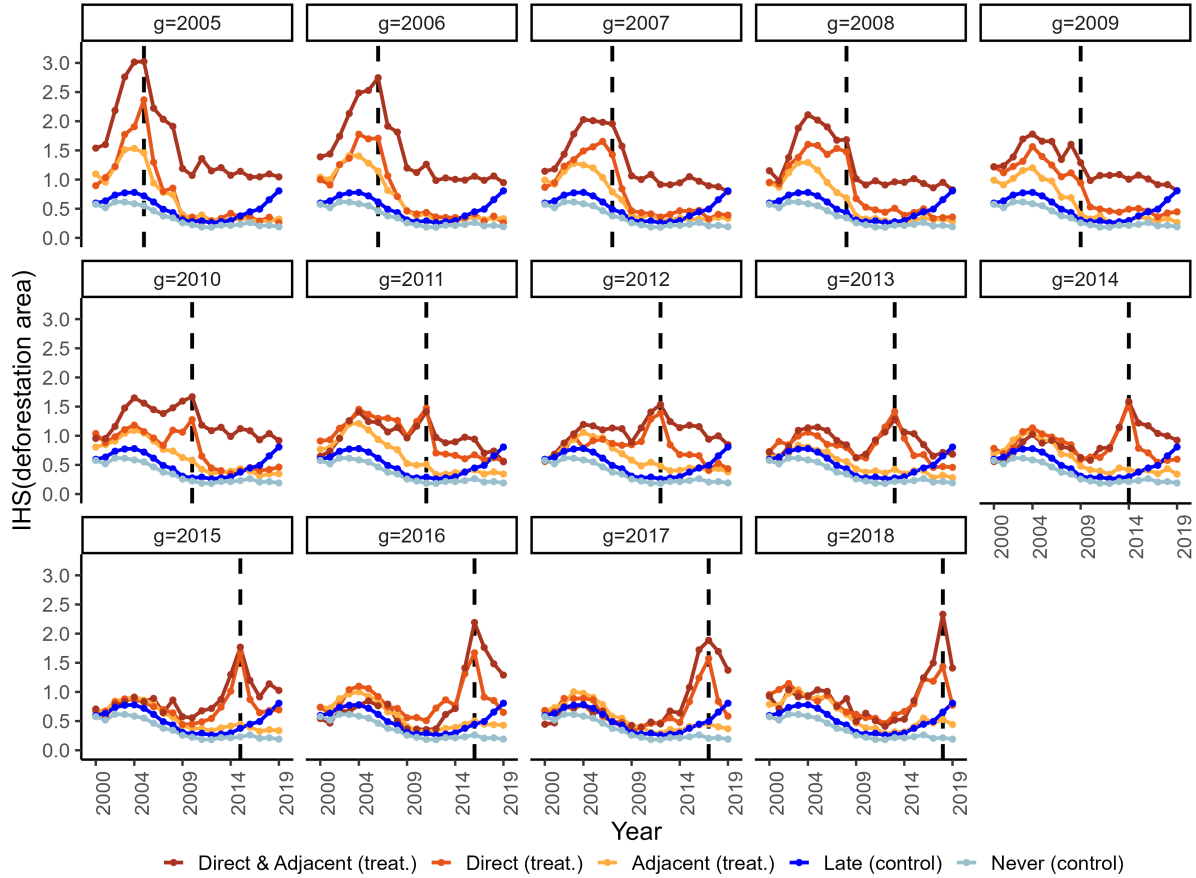 g=2005 g=2006 g=2007 g=2008 g=2009
3.0
2.5
2.0
1.5
1.0
0.5
0.0
g=2010 g=2011 g=2012 g=2013 g=2014
3.0
2.5
2.0
1.5
1.0
0.5
0.0
2000 2004 2009 2014 2019
g=2015 g=2016 g=2017 g=2018
3.0
2.5
2.0
1.5
1.0
0.5
0.0
2000 2004 2009 2014 2019 2000 2004 2009 2014 2019 2000 2004 2009 2014 2019 2000 2004 2009 2014 2019
IHS(deforestation area)
Year
Direct & Adjacent (treat.) Direct (treat.) Adjacent (treat.) Late (control) Never (control)